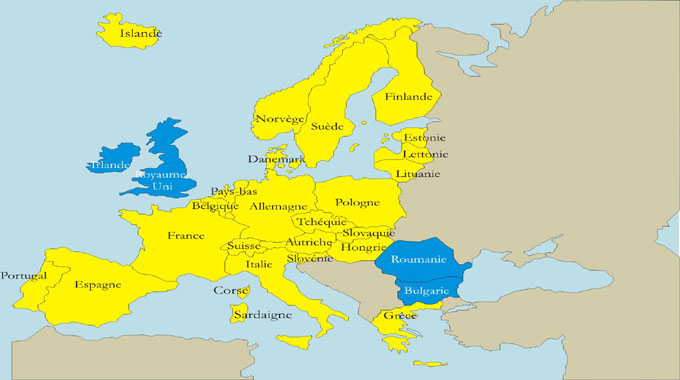 Islande
Finlande
Norvège
Suède
Estonie
Lettonie
Lituanie
Danemark
Irlande
Royaume
Uni
Pays-bas
Belgique
Allemagne
Pologne
Tchéquie
Slovaquie
France
Suisse
Autriche
Hongrie
Slovénie
Italie
Roumanie
Bulgarie
Portugal
Espagne
Corse
Sardaigne
Grèce